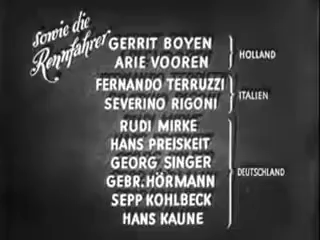 sowie die
Rennfahrer
GERRIT BOYEN
ARIE VOOREN
HOLLAND
FERNANDO TERRUZZI
SEVERINO RIGONI
ITALIEN
RUDI MIRKE
HANS PREISKEIT
GEORG SINGER
GEBR. HÖRMANN
SEPP KOHLBECK
HANS KAUNE
DEUTSCHLAND